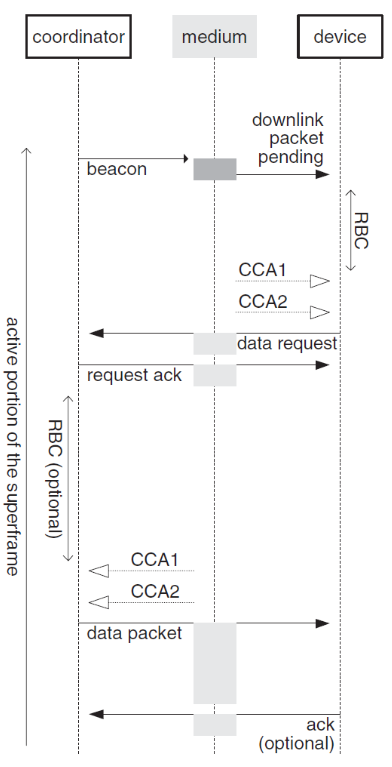 coordinator
medium
device
downlink
packet
pending
beacon
RBC
CCA1
CCA2
data request
request ack
active portion of the superframe
RBC (optional)
CCA1
CCA2
data packet
ack
(optional)